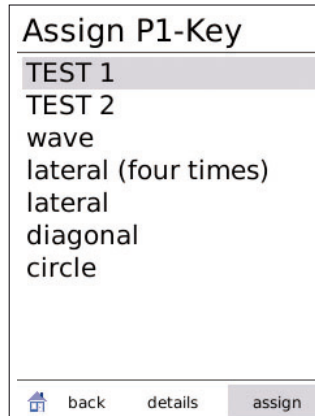 Assign P1-Key
TEST 1
TEST 2
wave
lateral (four times)
lateral
diagonal
circle
back details assign